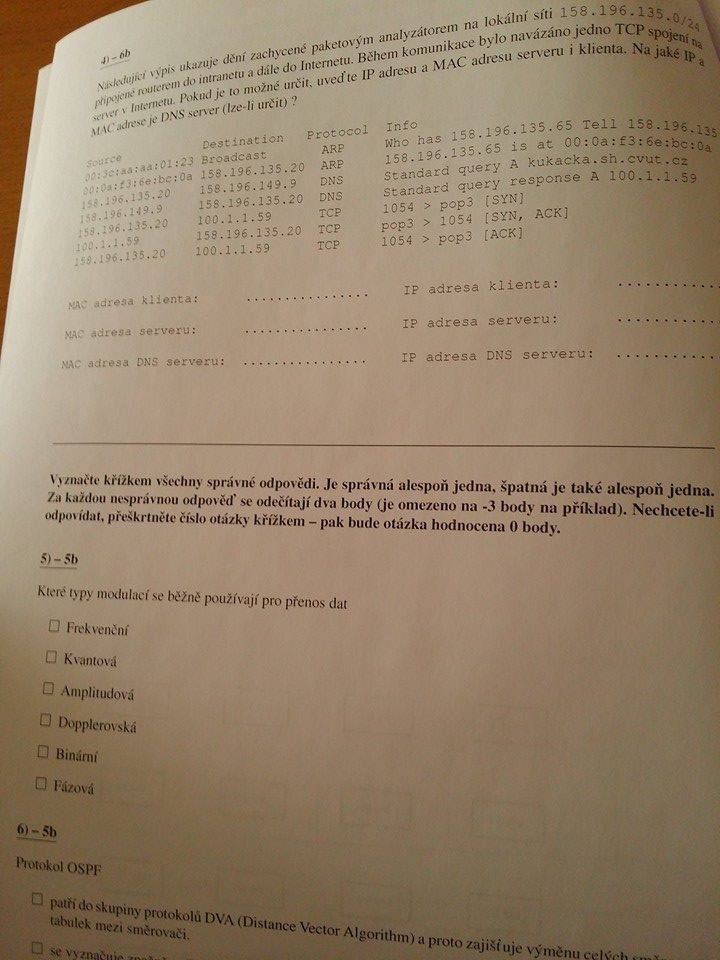 4) – 6b
Následující výpis ukazuje dění zachycené paketovým analyzátorem na lokální síti 158.196.135.0/24
připojené routerem do intranetu a dále do Internetu. Během komunikace bylo navázáno jedno TCP spojení na
server v Internetu. Pokud je to možné určit, uveďte IP adresu a MAC adresu serveru i klienta. Na jaké IP a
MAC adrese je DNS server (lze-li určit) ?
Source Destination Protocol Info
00:3c:aa:aa:01:23 Broadcast ARP Who has 158.196.135.65 Tell 158.196.135
00:0a:f3:6e:bc:0a 158.196.135.20 ARP 158.196.135.65 is at 00:0a:f3:6e:bc:0a
158.196.135.20 158.196.149.9 DNS Standard query A kukacka.sh.cvut.cz
158.196.149.9 158.196.135.20 DNS Standard query response A 100.1.1.59
158.196.135.20 100.1.1.59 TCP 1054 > pop3 [SYN]
100.1.1.59 158.196.135.20 TCP pop3 > 1054 [SYN, ACK]
158.196.135.20 100.1.1.59 TCP 1054 > pop3 [ACK]
MAC adresa klienta: ................ IP adresa klienta: ............
MAC adresa serveru: ................ IP adresa serveru: ............
MAC adresa DNS serveru: ................ IP adresa DNS serveru: ............
Vyznačte křížkem všechny správné odpovědi. Je správná alespoň jedna, špatná je také alespoň jedna.
Za každou nesprávnou odpověď se odečítají dva body (je omezeno na -3 body na příklad). Nechcete-li
odpovídat, přeškrtněte číslo otázky křížkem – pak bude otázka hodnocena 0 body.
5) – 5b
Které typy modulací se běžně používají pro přenos dat
☐ Frekvenční
☐ Kvantová
☐ Amplitudová
☐ Dopplerovská
☐ Binární
☐ Fázová
6) – 5b
Protokol OSPF
☐ patří do skupiny protokolů DVA (Distance Vector Algorithm) a proto zajišťuje výměnu celých
tabulek mezi směrovači.
☐ se vyznačuje